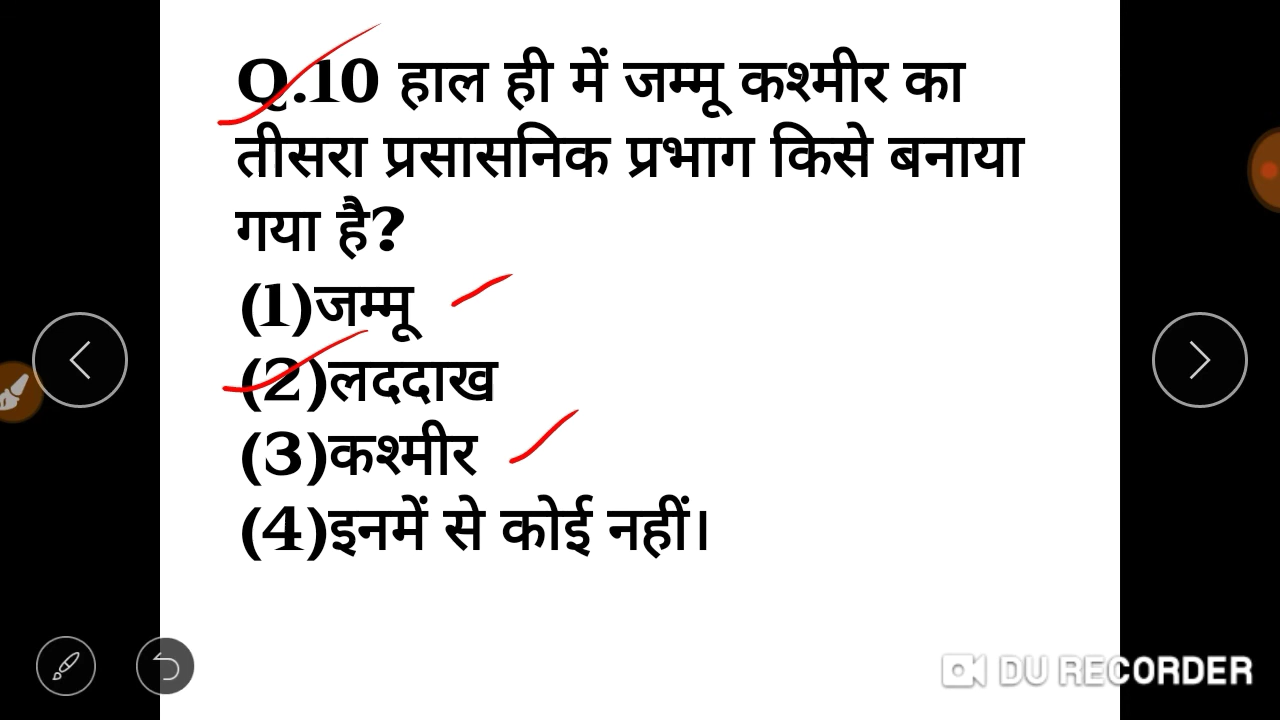 Q.10 हाल ही में जम्मू कश्मीर का
तीसरा प्रसासनिक प्रभाग किसे बनाया
गया है?
(1)जम्मू
(2)लददाख
(3)कश्मीर
(4)इनमें से कोई नहीं।
DU RECORDER